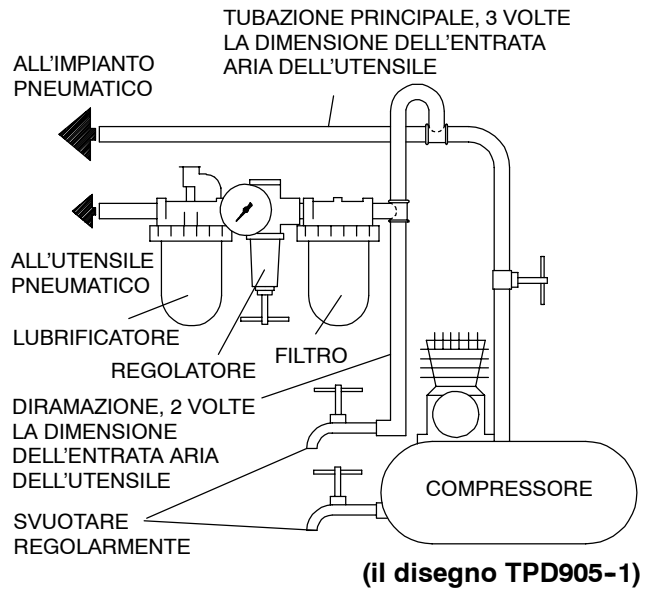 TUBAZIONE PRINCIPALE, 3 VOLTE
LA DIMENSIONE DELL'ENTRATA
ARIA DELL'UTENSILE
ALL'IMPIANTO
PNEUMATICO
ALL'UTENSILE
PNEUMATICO
LUBRIFICATORE
REGOLATORE
FILTRO
DIRAMAZIONE, 2 VOLTE
LA DIMENSIONE
DELL'ENTRATA ARIA
DELL'UTENSILE
COMPRESSORE
SVUOTARE
REGOLARMENTE
(il disegno TPD905-1)